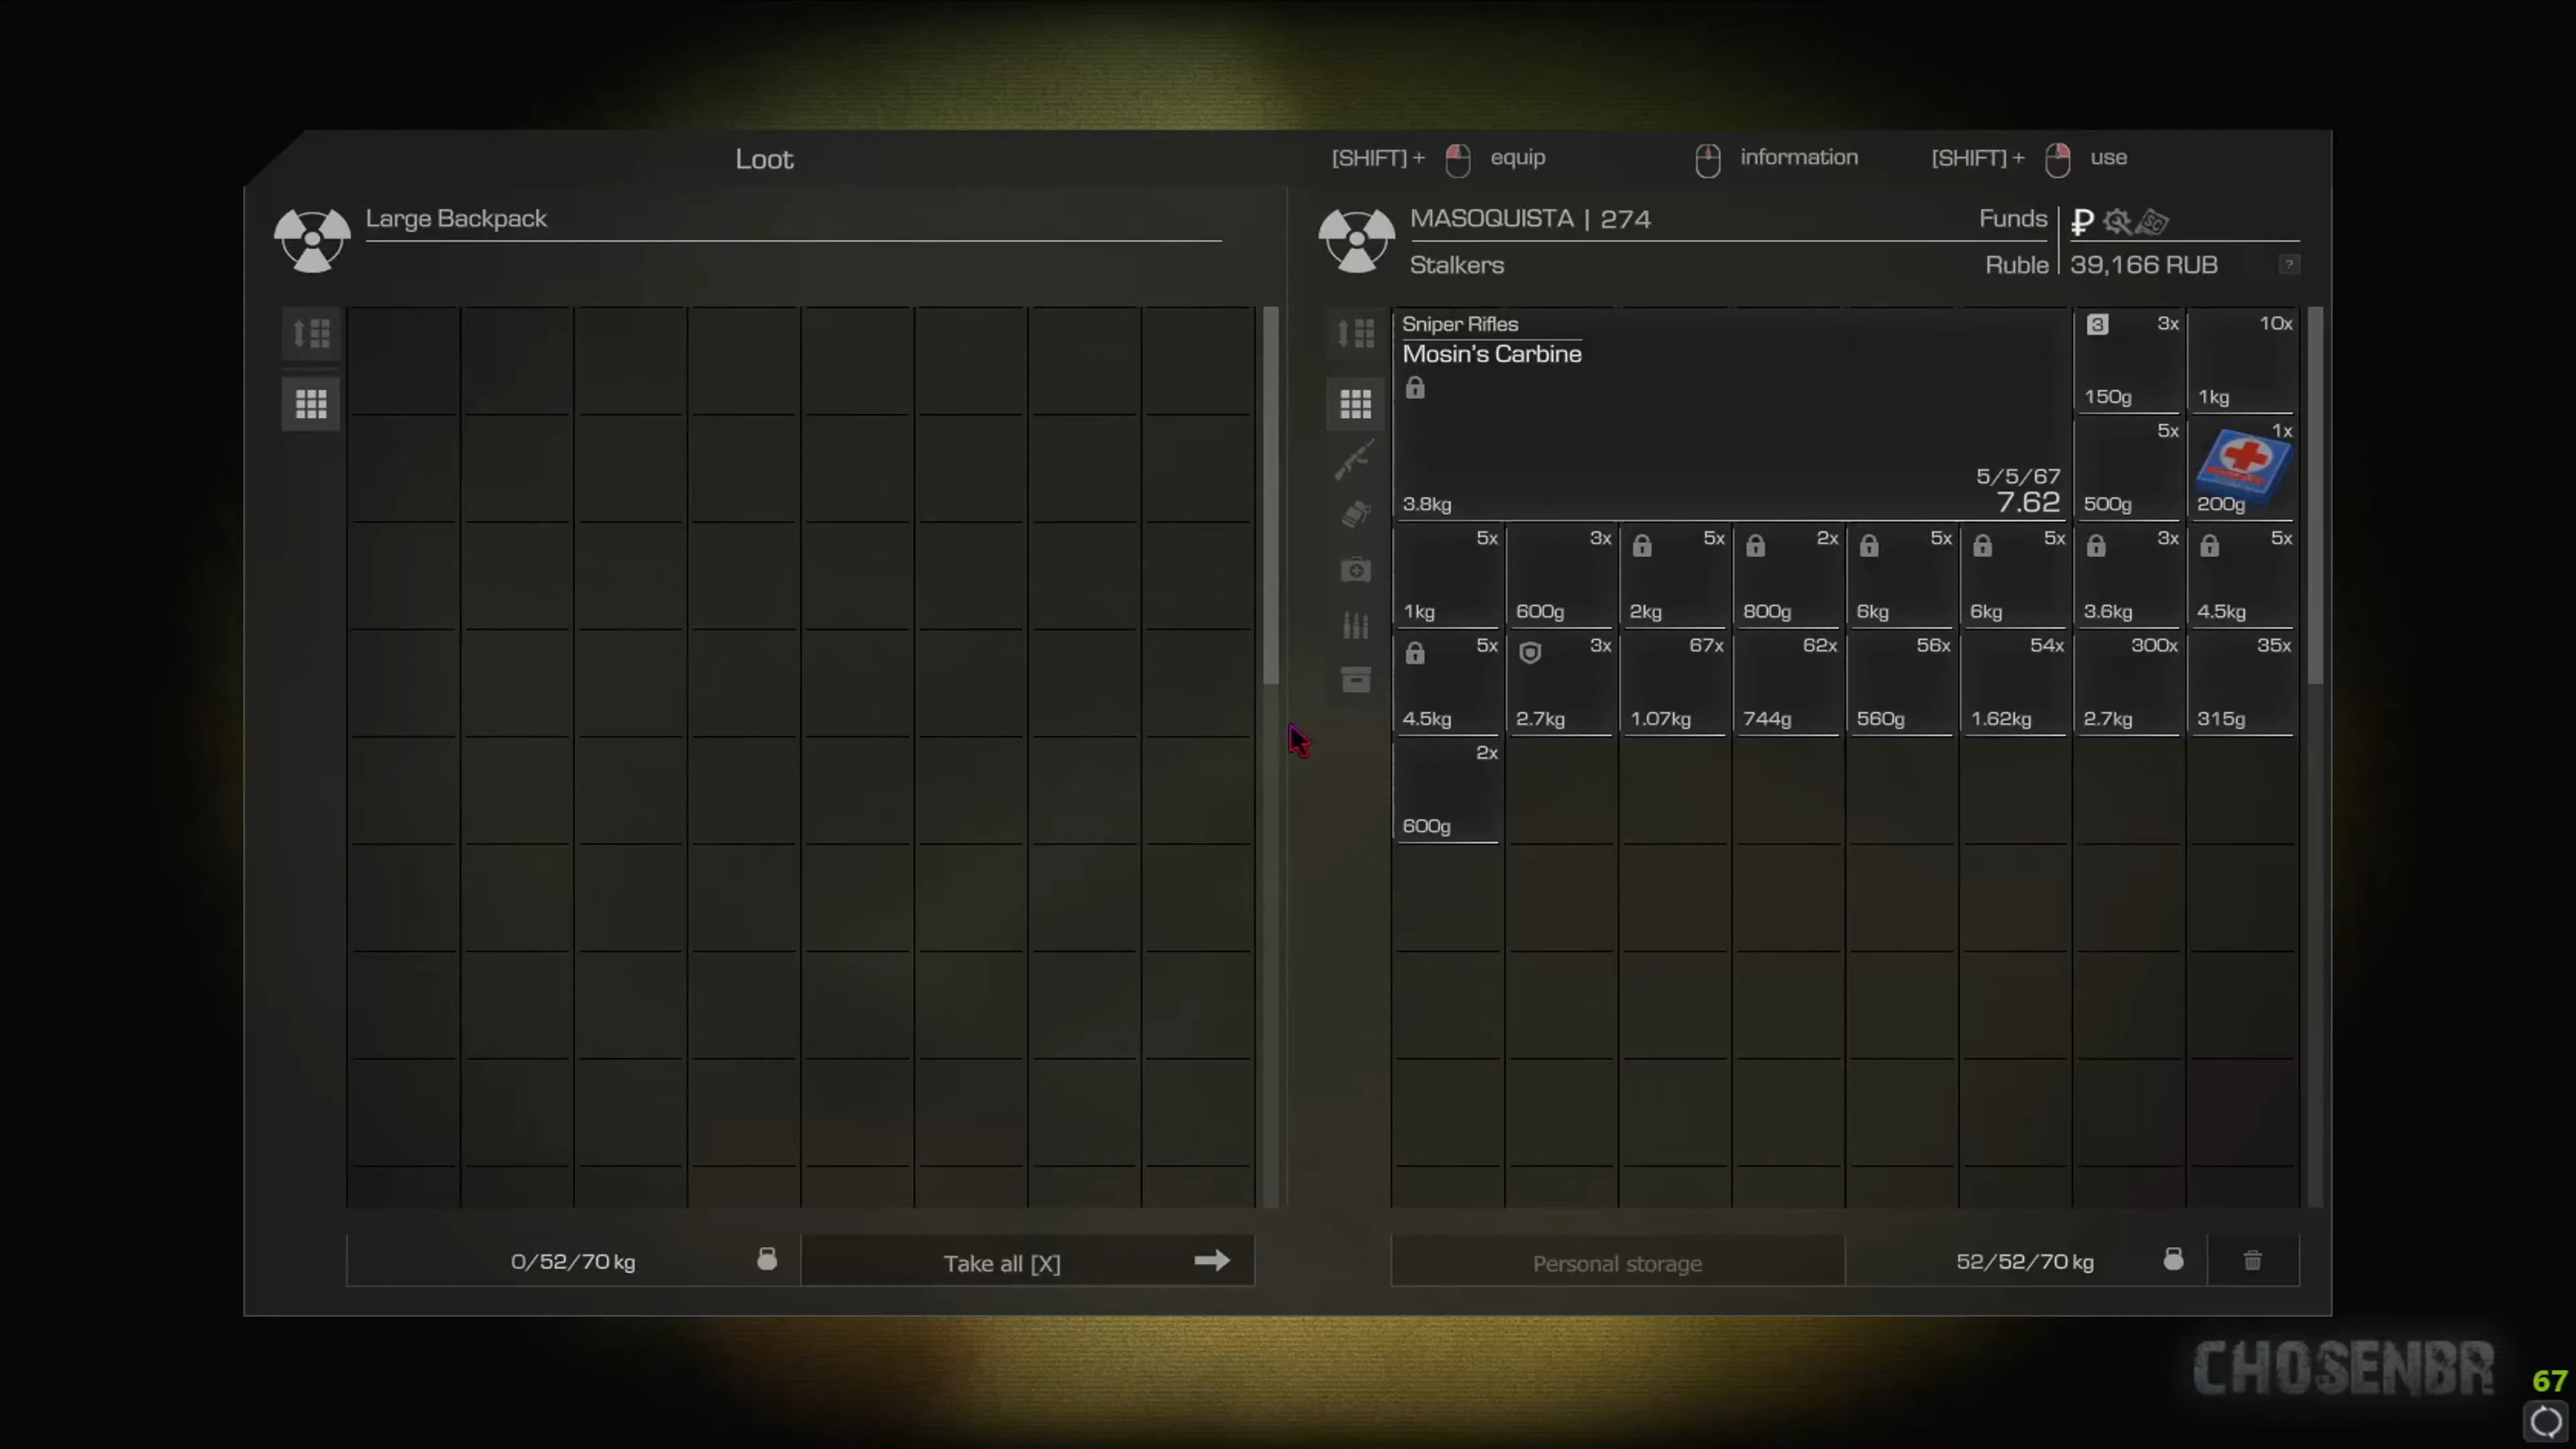 Loot
[SHIFT] + equip
information
[SHIFT] + use
Large Backpack
MASOQUISTA | 274
Funds
Stalkers
Ruble
39,166 RUB
?
Sniper Rifles
Mosin's Carbine
3.8kg
5/5/67
7.62
3
3x
150g
10x
1kg
5x
500g
1x
200g
5x
3x
5x
2x
5x
5x
3x
5x
1kg
600g
2kg
800g
6kg
6kg
3.6kg
4.5kg
5x
3x
67x
62x
56x
54x
300x
35x
4.5kg
2.7kg
1.07kg
744g
560g
1.62kg
2.7kg
315g
2x
600g
0/52/70 kg
Take all [X]
Personal storage
52/52/70 kg
CHOSENBR
67